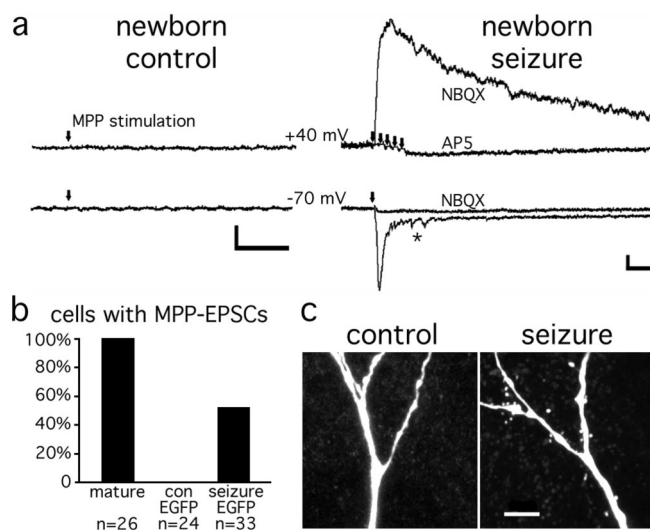 a
newborn
control
newborn
seizure
MPP stimulation
+40 mV
NBQX
AP5
-70 mV
NBQX
*
b
cells with MPP-EPSCs
100%
80%
60%
40%
20%
0%
mature
con
EGFP
seizure
EGFP
n=26
n=24
n=33
c
control
seizure